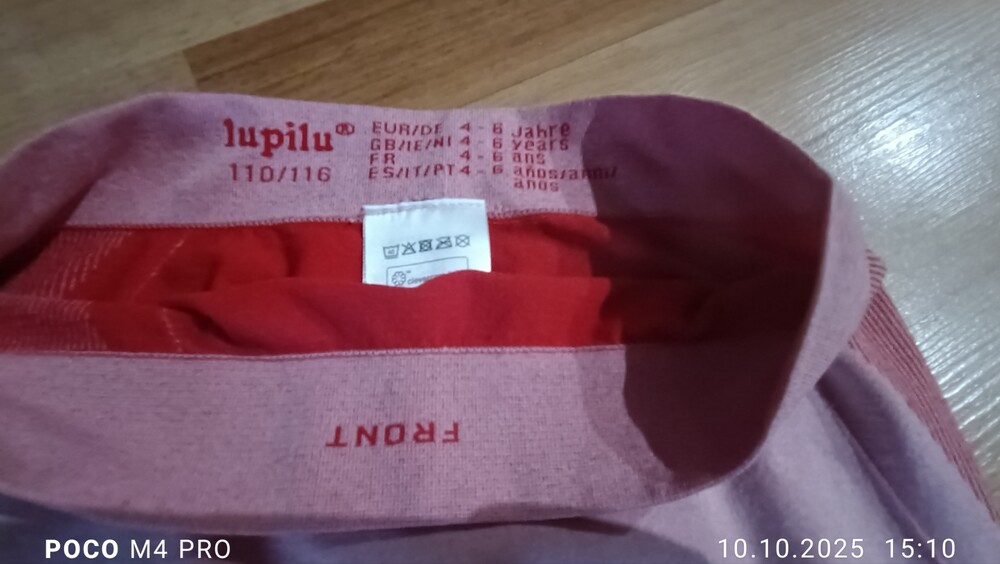 lupilu®
110/116
EUR/DE 4 - 6 Jahre
GB/IE/NI 4 - 6 years
FR 4 - 6 ans
ES/IT/PT 4 - 6 años/anni/
anos
FRONT
POCO M4 PRO
10.10.2025 15:10